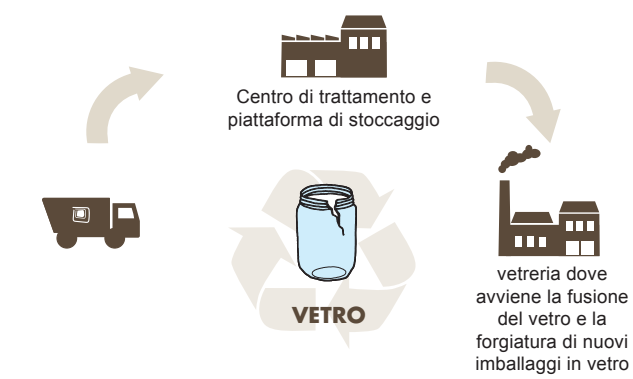 Centro di trattamento e
piattaforma di stoccaggio
VETRO
vetreria dove
avviene la fusione
del vetro e la
forgiatura di nuovi
imballaggi in vetro